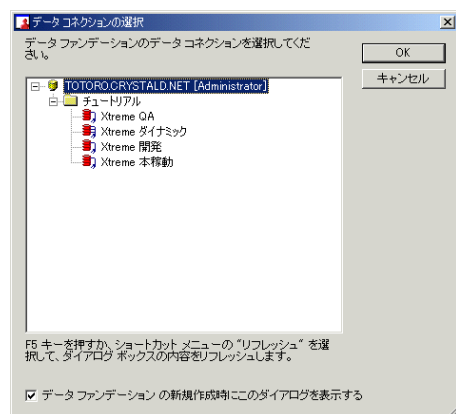 データ コネクションの選択
データ ファンデーションのデータ コネクションを選択してくだ
さい。
OK
キャンセル
TOTORO.CRYSTALD.NET [Administrator]
チュートリアル
Xtreme QA
Xtreme ダイナミック
Xtreme 開発
Xtreme 本稼動
F5 キーを押すか、ショートカット メニューの "リフレッシュ" を選
択して、ダイアログ ボックスの内容をリフレッシュします。
データ ファンデーション の新規作成時にこのダイアログを表示する